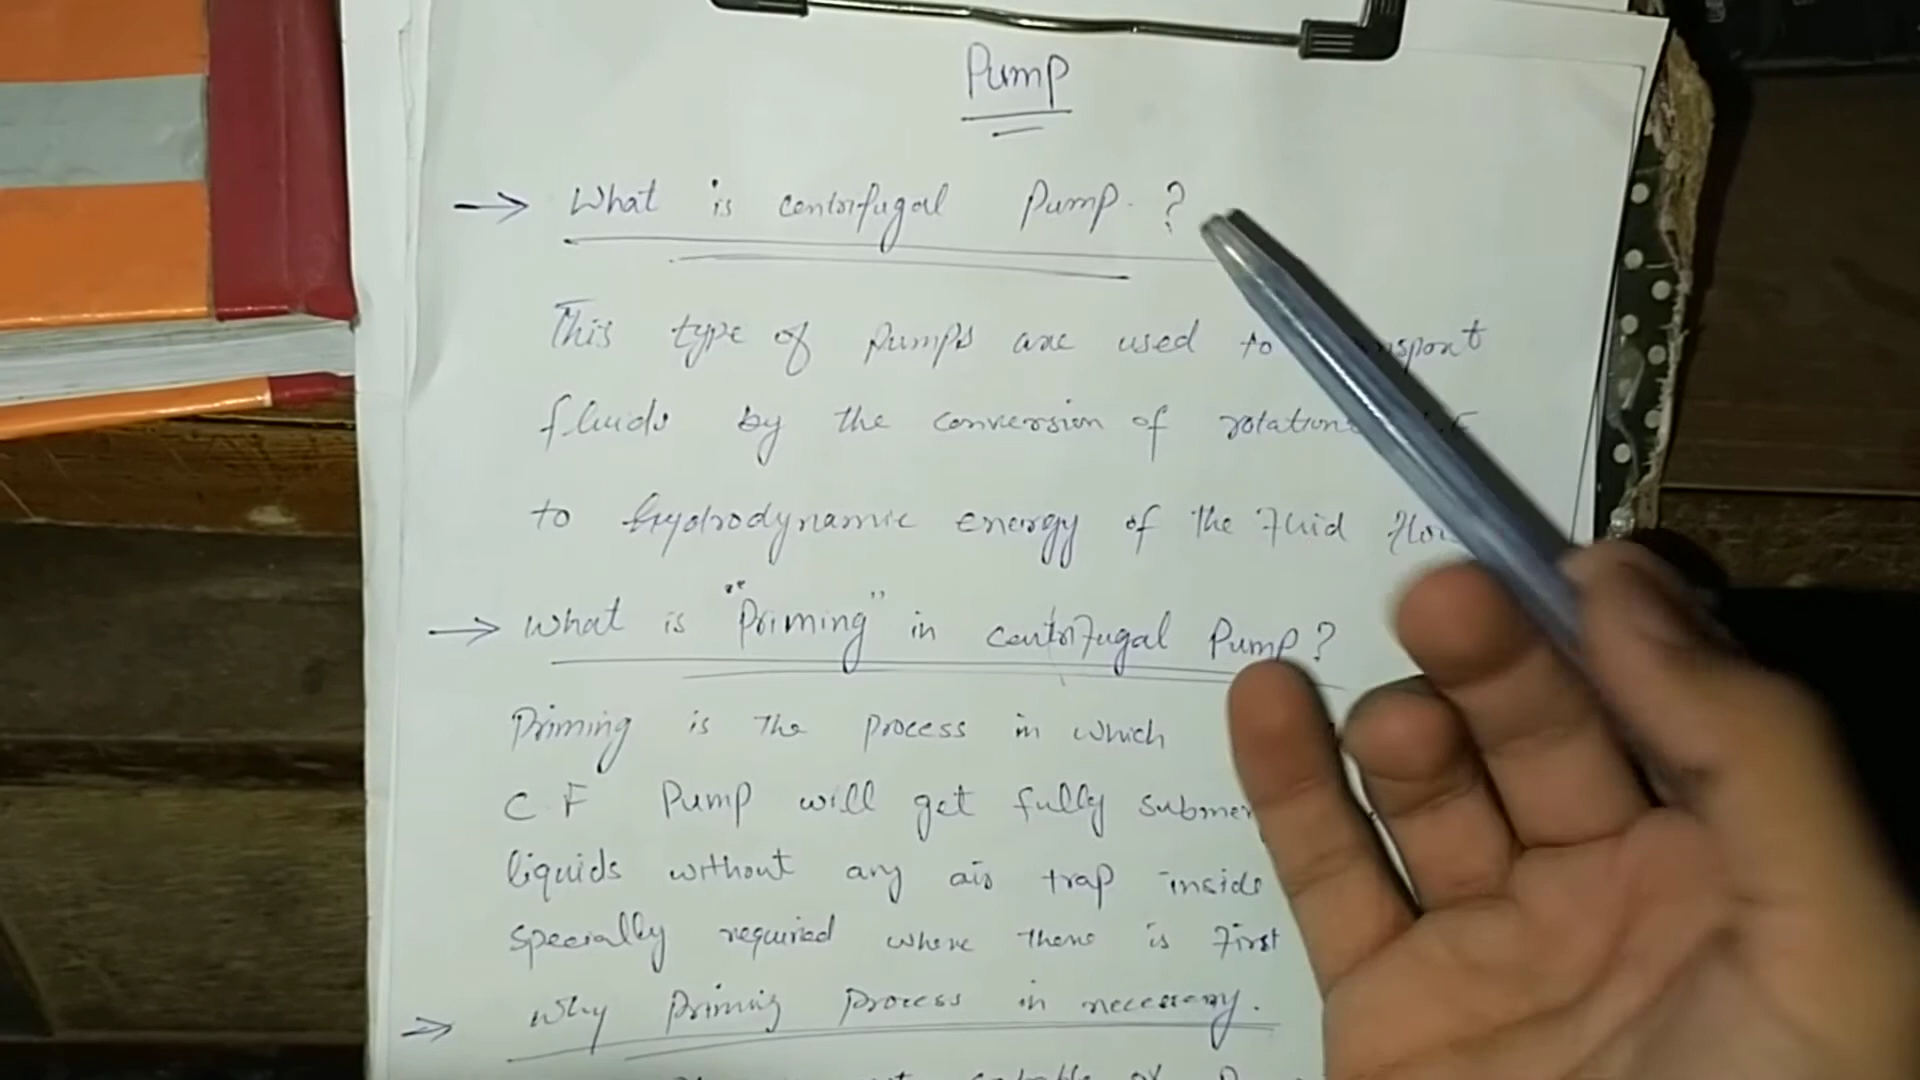 Pump
What is centrifugal Pump ?
This type of Pumps are used to
fluids by the conversion of
to hydrodynamic energy of the fluid
What is "Priming" in centrifugal Pump ?
Priming is the process in which
C.F Pump will get fully
liquids without any air trap inside
specially required where there is first
Why Priming Process in necessary.